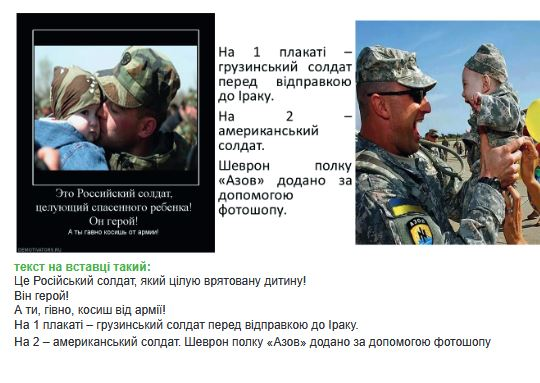 Это Российский солдат,
целующий спасенного ребенка!
Он герой!
А ты гавно косишь от армии!
DEMOTIVATORS.RU
На 1 плакаті –
грузинський солдат
перед відправкою
до Іраку.
На 2 –
американський
солдат.
Шеврон полку
«Азов» додано за
допомогою
фотошопу.
АЗОВ
текст на вставці такий:
Це Російський солдат, який цілую врятовану дитину!
Він герой!
А ти, гівно, косиш від армії!
На 1 плакаті – грузинський солдат перед відправкою до Іраку.
На 2 – американський солдат. Шеврон полку «Азов» додано за допомогою фотошопу